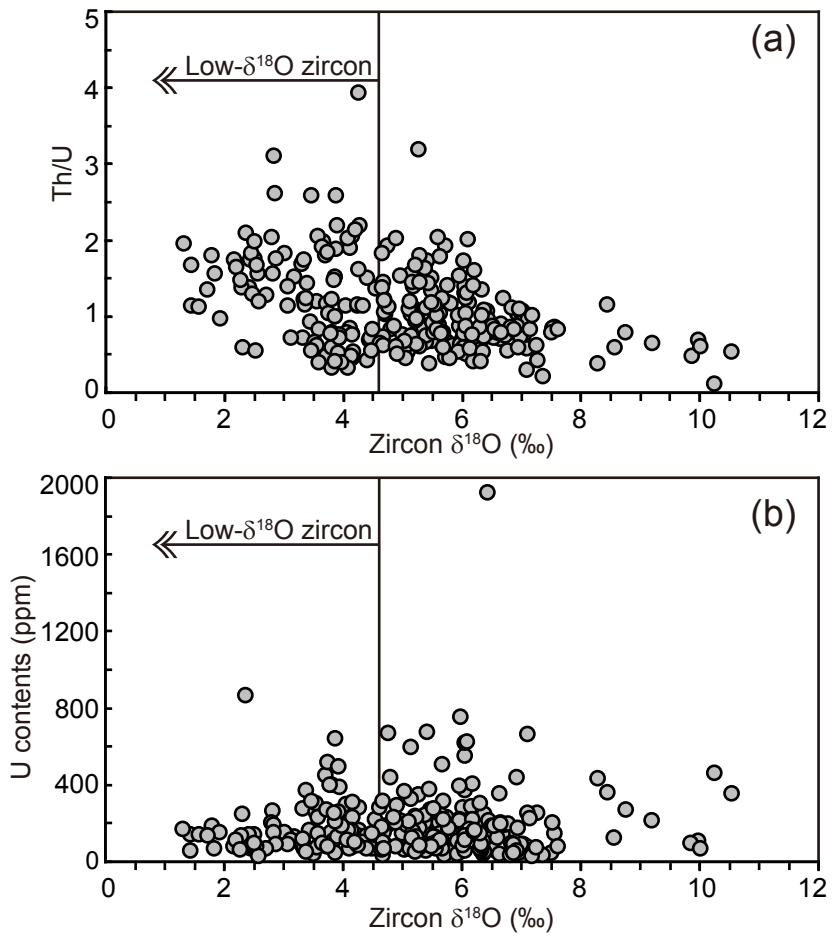 (a)
Low-δ¹⁸O zircon
Th/U
5
4
3
2
1
0
0 2 4 6 8 10 12
Zircon δ¹⁸O (‰)
(b)
Low-δ¹⁸O zircon
U contents (ppm)
2000
1600
1200
800
400
0
0 2 4 6 8 10 12
Zircon δ¹⁸O (‰)